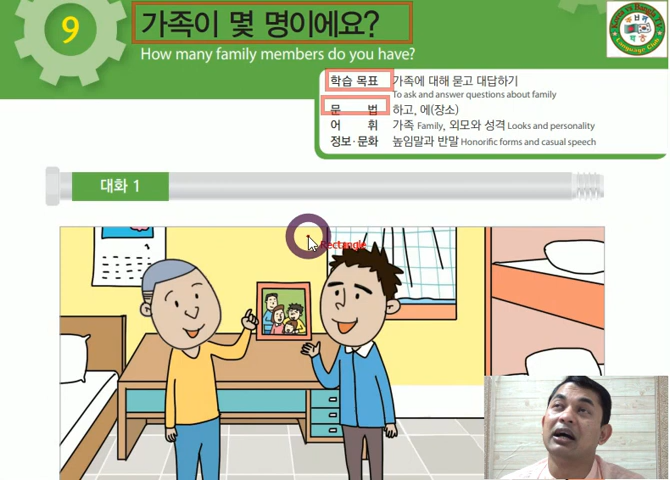 9
가족이 몇 명이에요?
How many family members do you have?
학습 목표 가족에 대해 묻고 대답하기
To ask and answer questions about family
문 법 하고, 에(장소)
어 휘 가족 Family, 외모와 성격 Looks and personality
정보·문화 높임말과 반말 Honorific forms and casual speech
대화 1
Rectangle